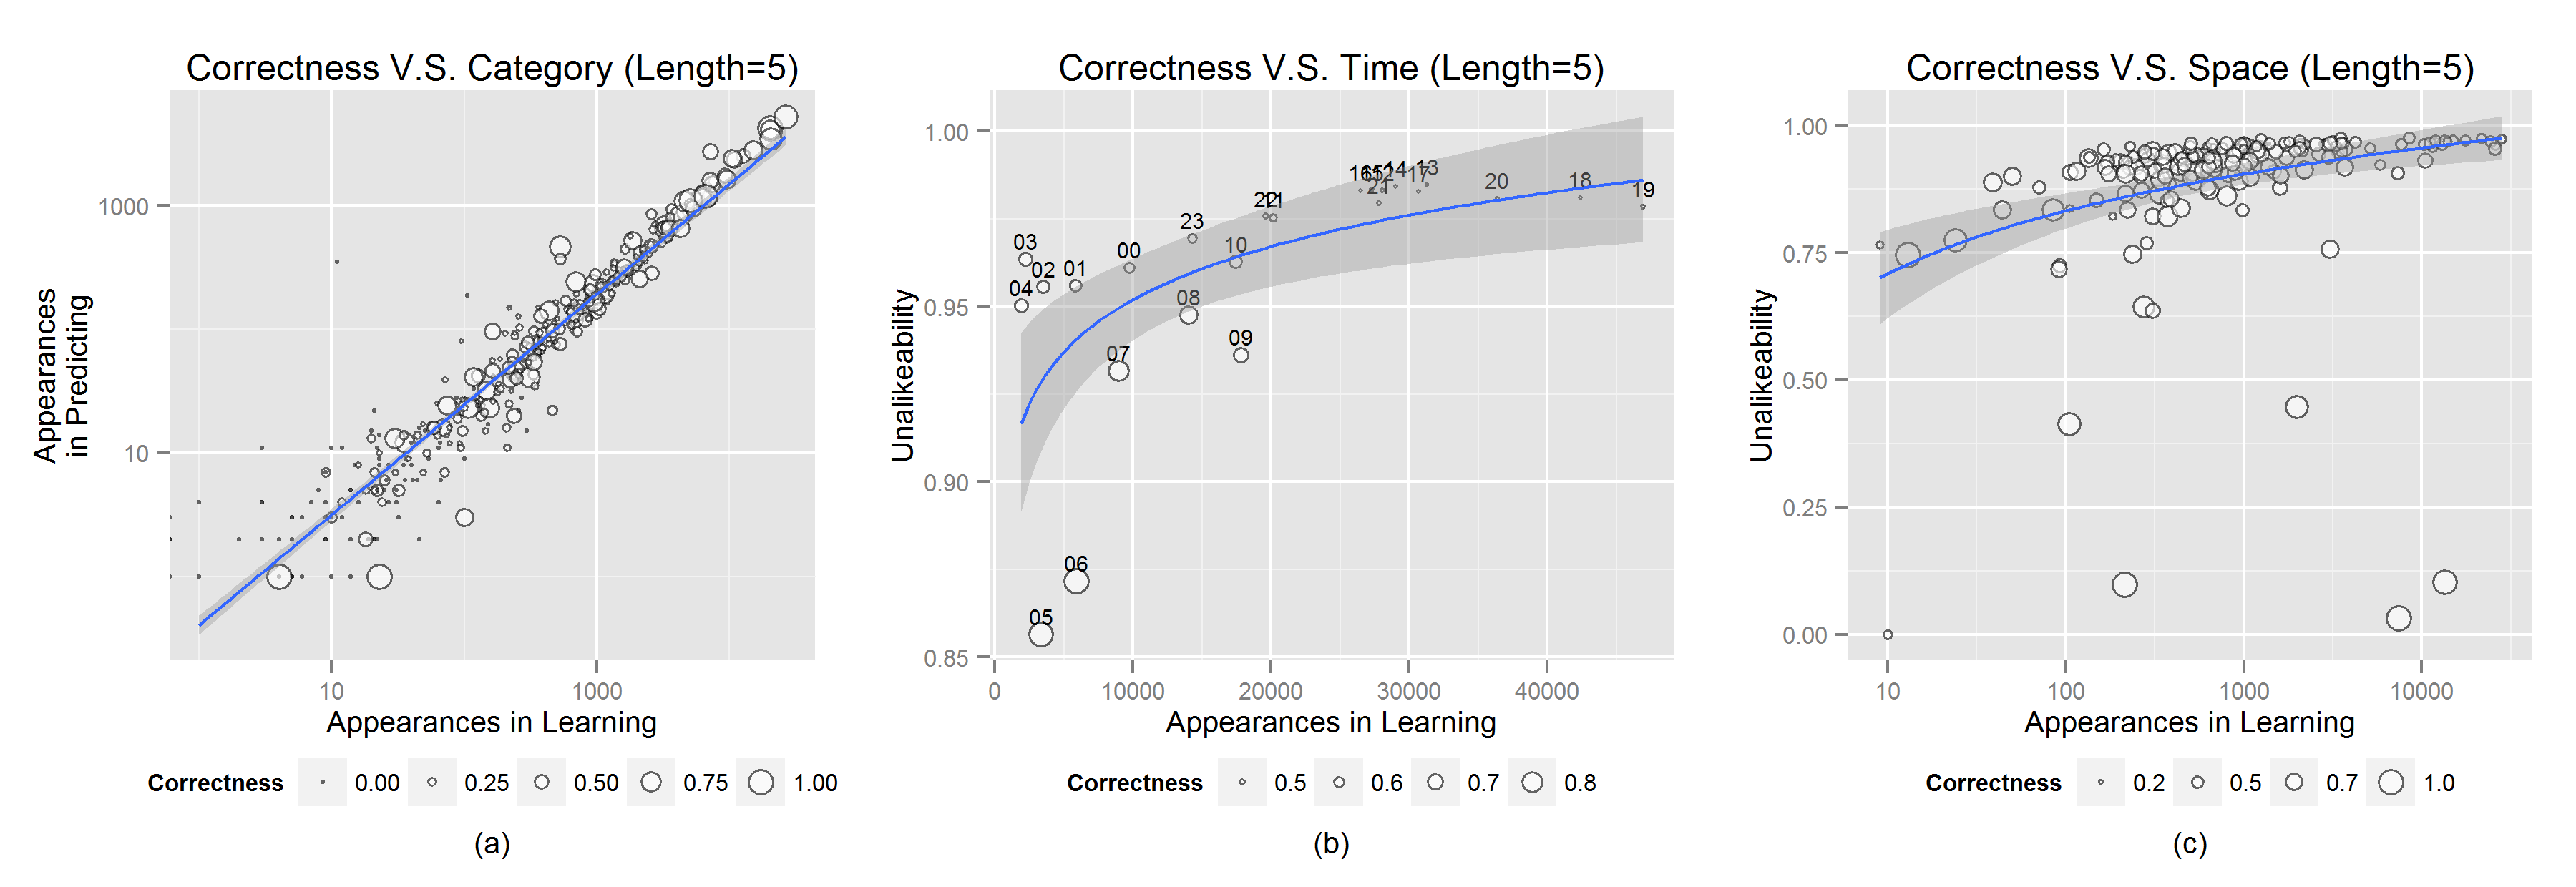 Correctness V.S. Category (Length=5)
Appearances
in Predicting
1000
10
10
1000
Appearances in Learning
Correctness 0.00 0.25 0.50 0.75 1.00
(a)
Correctness V.S. Time (Length=5)
Unalikeability
1.00
0.95
0.90
0.85
03
02
01
04
00
23
10
08
07
09
06
05
14
13
17
21
20
18
19
0
10000
20000
30000
40000
Appearances in Learning
Correctness 0.5 0.6 0.7 0.8
(b)
Correctness V.S. Space (Length=5)
Unalikeability
1.00
0.75
0.50
0.25
0.00
10
100
1000
10000
Appearances in Learning
Correctness 0.2 0.5 0.7 1.0
(c)